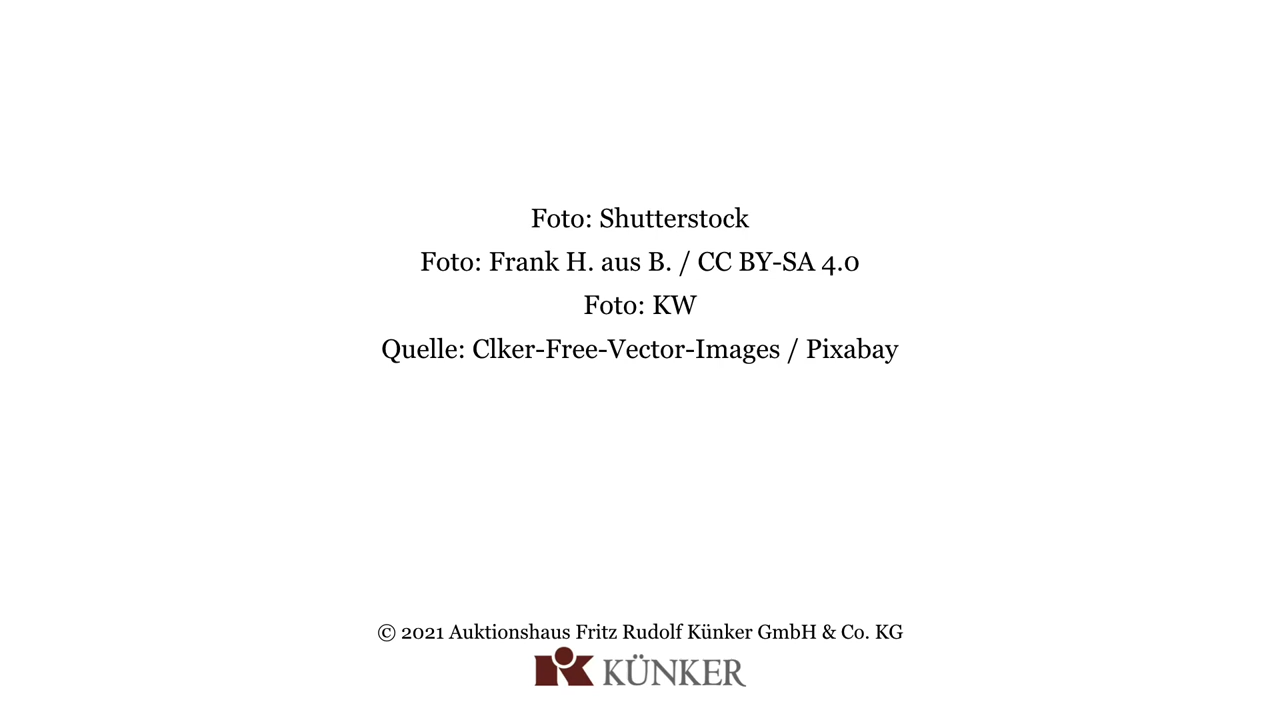 Foto: Shutterstock
Foto: Frank H. aus B. / CC BY-SA 4.0
Foto: KW
Quelle: Clker-Free-Vector-Images / Pixabay
© 2021 Auktionshaus Fritz Rudolf Künker GmbH & Co. KG
KÜNKER